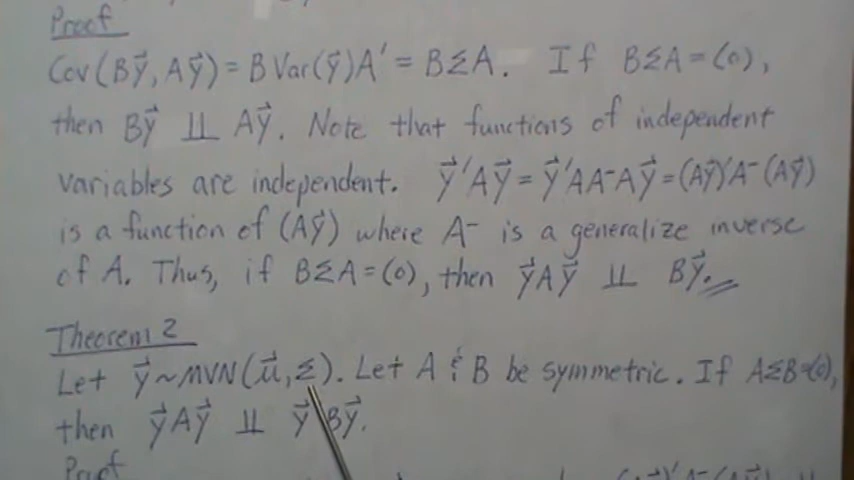 Proof
Cov(By⃗, Ay⃗) = B Var(y⃗)A' = BΣA. If BΣA = (0),
then By⃗ ⫫ Ay⃗. Note that functions of independent
variables are independent. y⃗'Ay⃗ = y⃗'AA⁻Ay⃗ = (Ay⃗)'A⁻(Ay⃗)
is a function of (Ay⃗) where A⁻ is a generalize inverse
of A. Thus, if BΣA = (0), then y⃗Ay⃗ ⫫ By⃗.
Theorem 2
Let y⃗ ~ MVN(μ⃗, Σ). Let A & B be symmetric. If AΣB = (0),
then y⃗Ay⃗ ⫫ y⃗ By⃗.
Proof